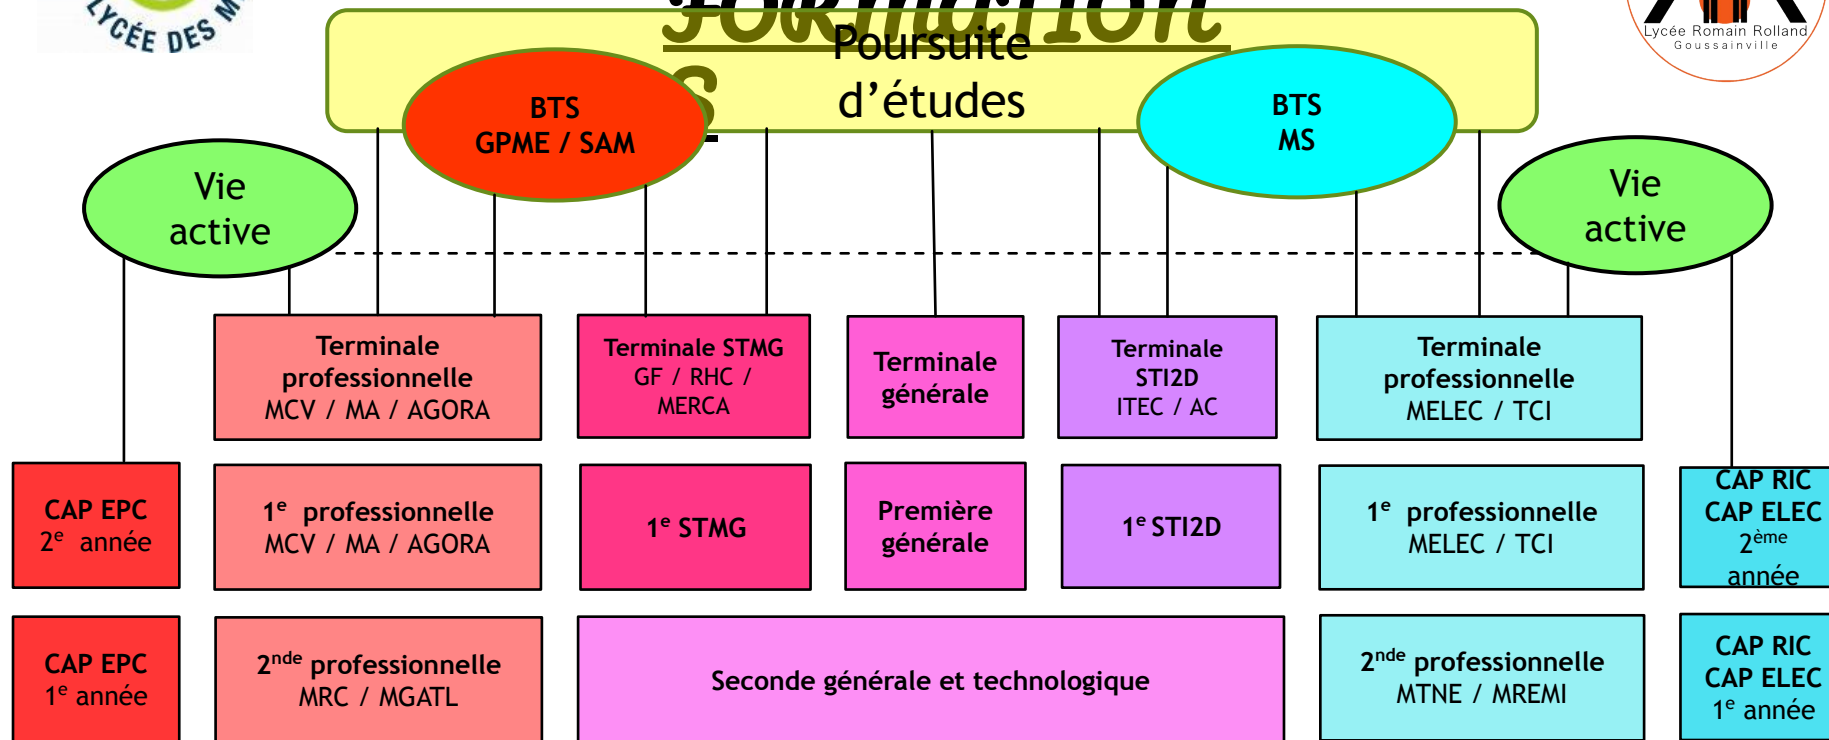 LYCÉE DES M
FORMATION
S
Lycée Romain Rolland
Goussainville
Poursuite
d’études
BTS
GPME / SAM
BTS
MS
Vie
active
Vie
active
Terminale
professionnelle
MCV / MA / AGORA
Terminale STMG
GF / RHC /
MERCA
Terminale
générale
Terminale
STI2D
ITEC / AC
Terminale
professionnelle
MELEC / TCI
CAP EPC
2e année
1e professionnelle
MCV / MA / AGORA
1e STMG
Première
générale
1e STI2D
1e professionnelle
MELEC / TCI
CAP RIC
CAP ELEC
2ème
année
CAP EPC
1e année
2nde professionnelle
MRC / MGATL
Seconde générale et technologique
2nde professionnelle
MTNE / MREMI
CAP RIC
CAP ELEC
1e année